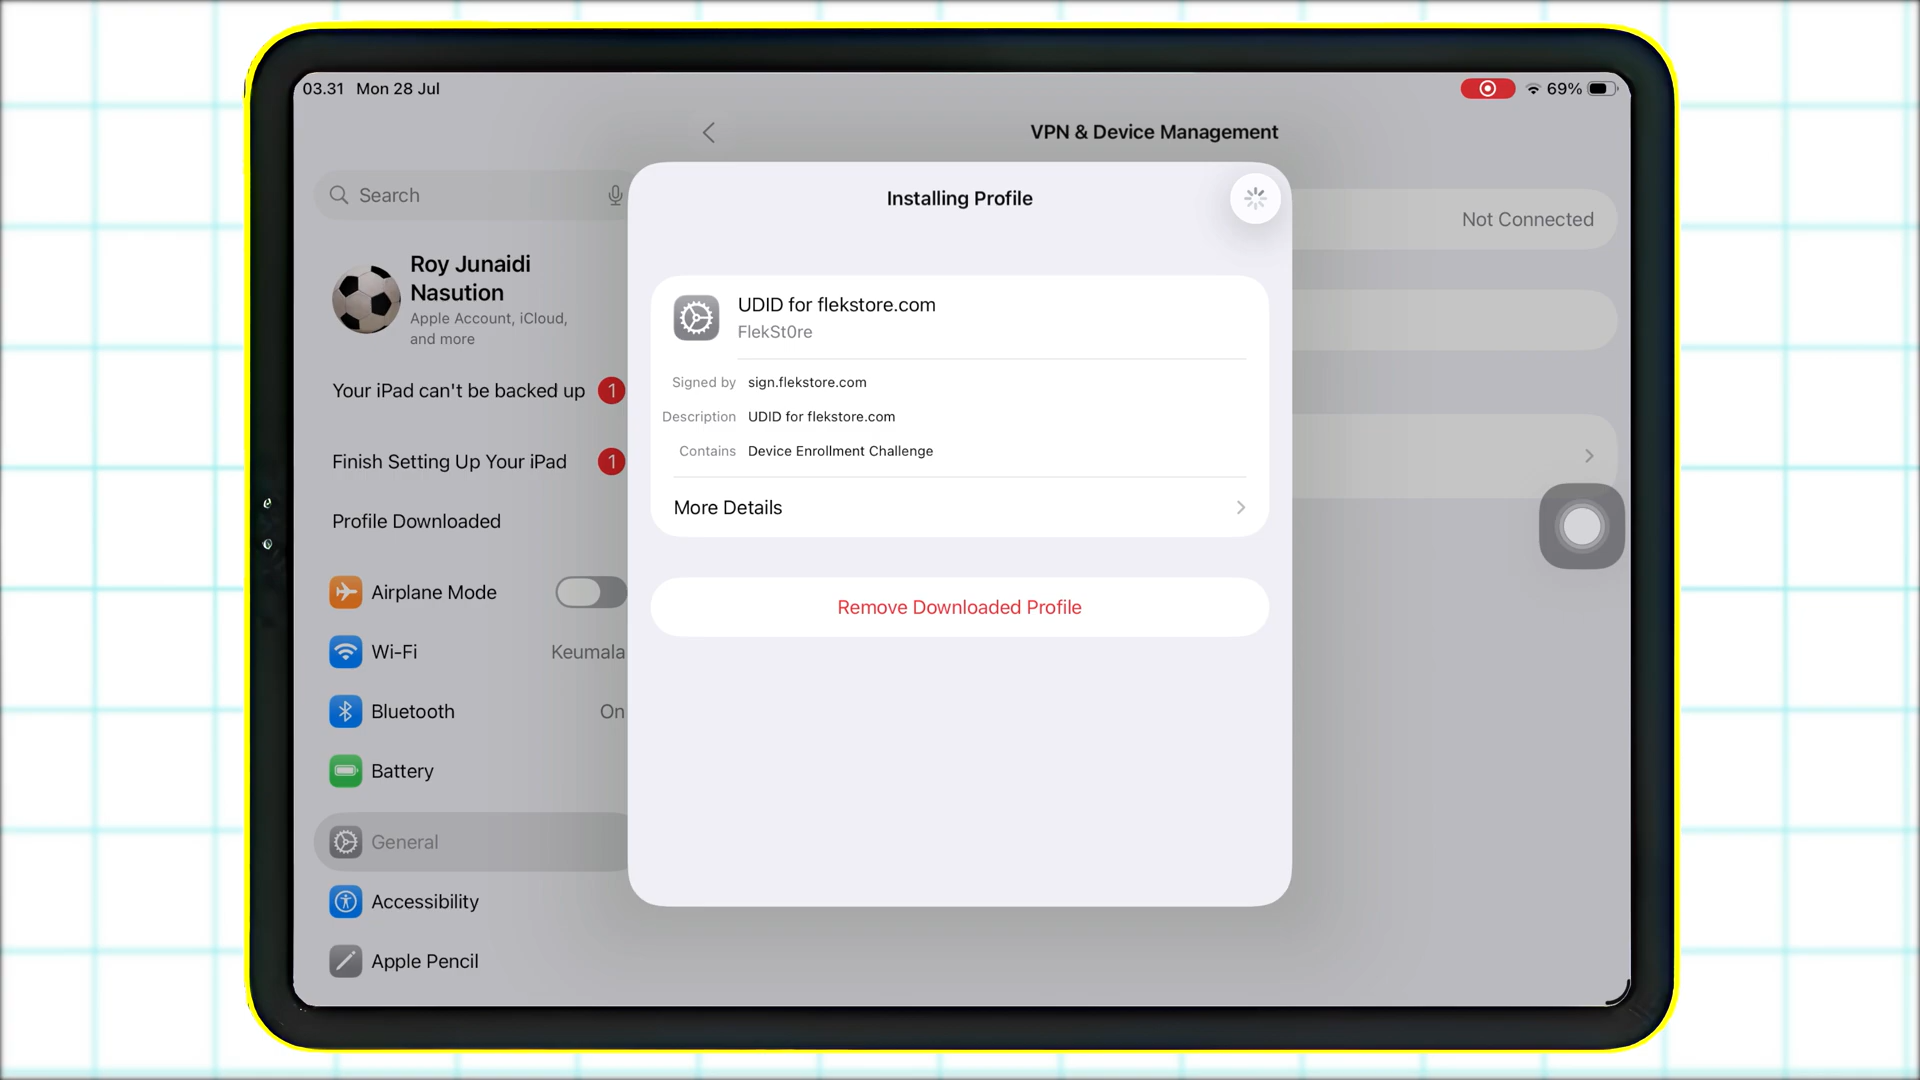 03.31 Mon 28 Jul
69%
VPN & Device Management
Search
Not Connected
Roy Junaidi
Nasution
Apple Account, iCloud,
and more
Your iPad can't be backed up 1
Finish Setting Up Your iPad 1
Profile Downloaded
Airplane Mode
Wi-Fi Keumala
Bluetooth On
Battery
General
Accessibility
Apple Pencil
Installing Profile
UDID for flekstore.com
FlekSt0re
Signed by sign.flekstore.com
Description UDID for flekstore.com
Contains Device Enrollment Challenge
More Details
Remove Downloaded Profile